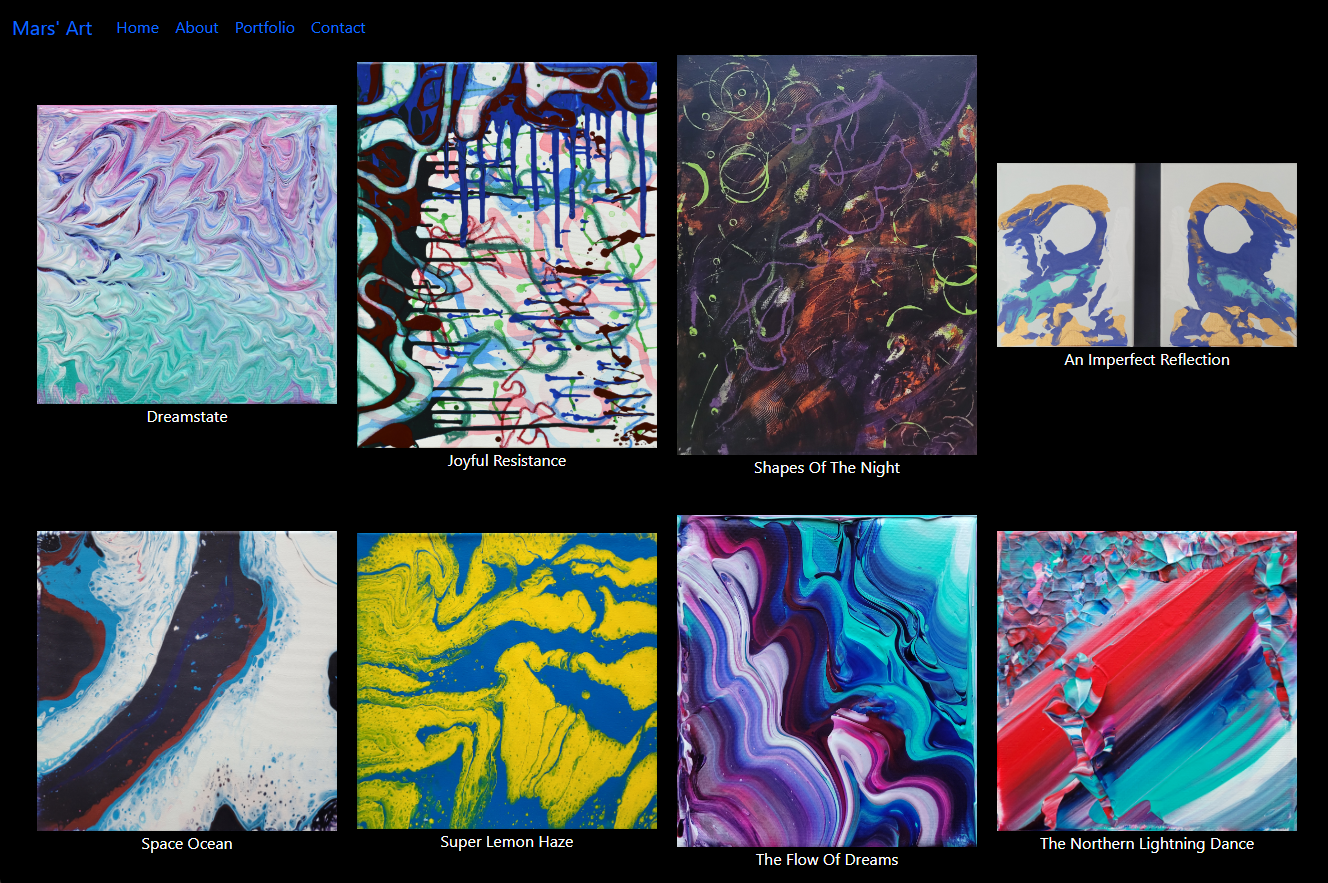 Mars' Art Home About Portfolio Contact
Dreamstate
Joyful Resistance
Shapes Of The Night
An Imperfect Reflection
Space Ocean
Super Lemon Haze
The Flow Of Dreams
The Northern Lightning Dance